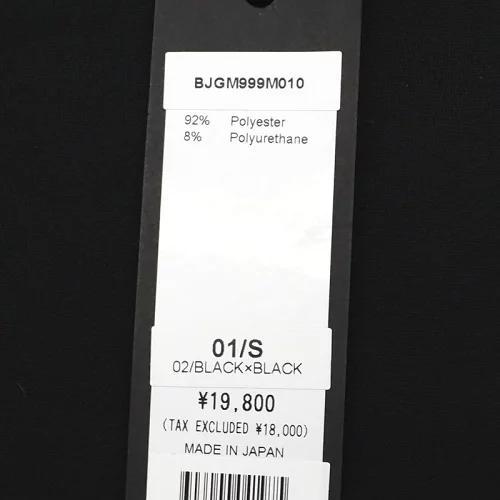 BJGM999M010
92% Polyester
8% Polyurethane
01/S
02/BLACK×BLACK
¥19,800
(TAX EXCLUDED ¥18,000)
MADE IN JAPAN